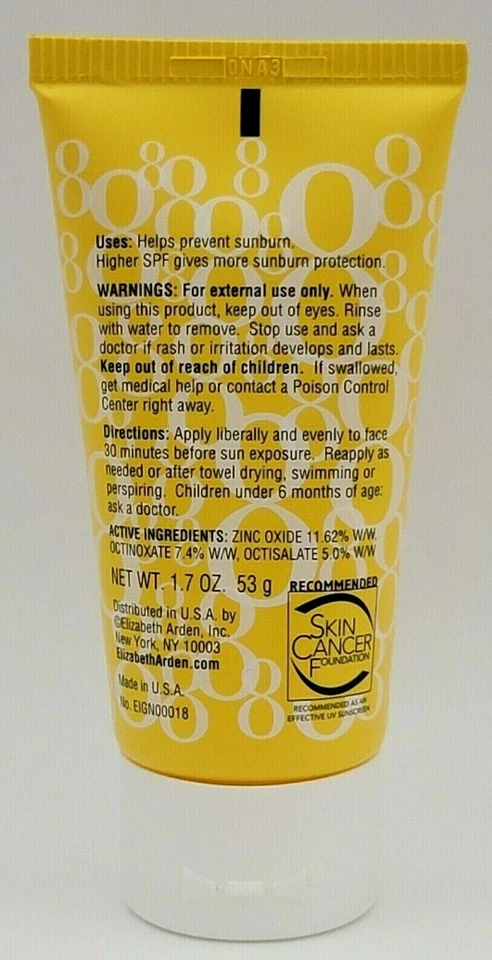 0NA3
Uses: Helps prevent sunburn.
Higher SPF gives more sunburn protection.
WARNINGS: For external use only. When
using this product, keep out of eyes. Rinse
with water to remove. Stop use and ask a
doctor if rash or irritation develops and lasts.
Keep out of reach of children. If swallowed,
get medical help or contact a Poison Control
Center right away.
Directions: Apply liberally and evenly to face
30 minutes before sun exposure. Reapply as
needed or after towel drying, swimming or
perspiring. Children under 6 months of age:
ask a doctor.
ACTIVE INGREDIENTS: ZINC OXIDE 11.62% W/W,
OCTINOXATE 7.4% W/W, OCTISALATE 5.0% W/W
NET WT. 1.7 OZ. 53 g
Distributed in U.S.A. by
©Elizabeth Arden, Inc.
New York, NY 10003
ElizabethArden.com
Made in U.S.A.
No. EIGN00018
RECOMMENDED
SKIN
CANCER
FOUNDATION
RECOMMENDED AS AN
EFFECTIVE UV SUNSCREEN